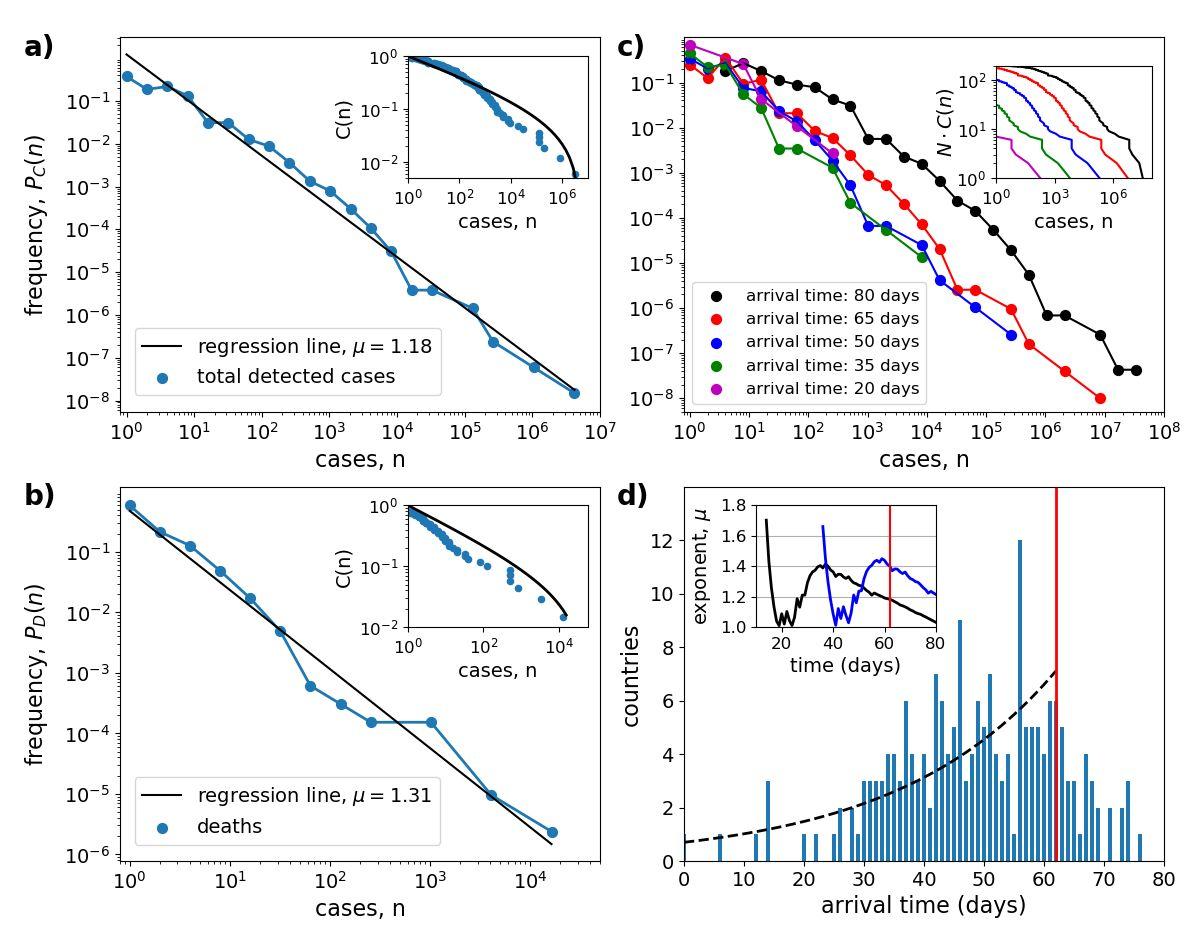 a)
frequency, P_C(n)
10^-1
10^-2
10^-3
10^-4
10^-5
10^-6
10^-7
10^-8
10^0 10^1 10^2 10^3 10^4 10^5 10^6 10^7
cases, n
regression line, μ = 1.18
total detected cases
C(n)
10^0
10^-1
10^-2
10^0 10^2 10^4 10^6
cases, n
c)
10^-1
10^-2
10^-3
10^-4
10^-5
10^-6
10^-7
10^-8
10^0 10^1 10^2 10^3 10^4 10^5 10^6 10^7 10^8
cases, n
arrival time: 80 days
arrival time: 65 days
arrival time: 50 days
arrival time: 35 days
arrival time: 20 days
N · C(n)
10^2
10^1
10^0
10^0 10^3 10^6
cases, n
b)
frequency, P_D(n)
10^-1
10^-2
10^-3
10^-4
10^-5
10^-6
10^0 10^1 10^2 10^3 10^4
cases, n
regression line, μ = 1.31
deaths
C(n)
10^0
10^-1
10^-2
10^0 10^2 10^4
cases, n
d)
countries
12
10
8
6
4
2
0
0 10 20 30 40 50 60 70 80
arrival time (days)
exponent, μ
1.8
1.6
1.4
1.2
1.0
20 40 60 80
time (days)